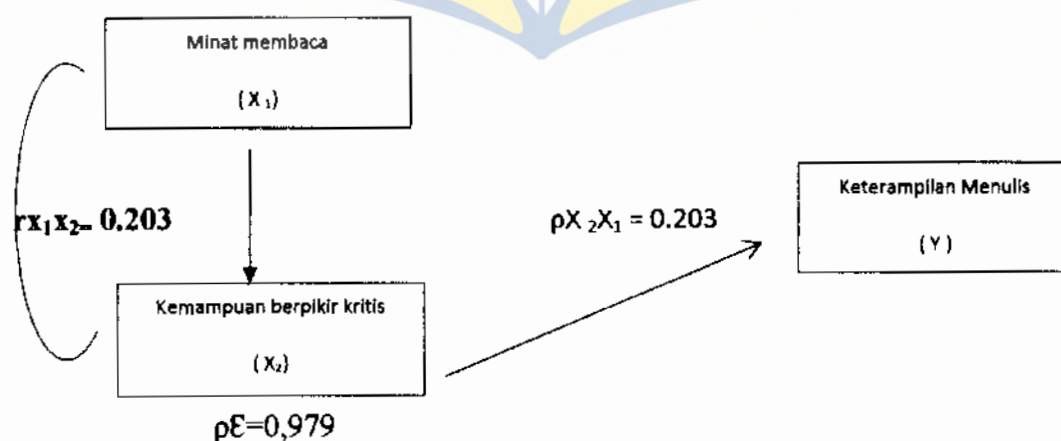 Minat membaca
(X₁)
rx₁x₂= 0.203
ρX ₂X₁ = 0.203
Keterampilan Menulis
(Y)
Kemampuan berpikir kritis
(X₂)
ρƐ=0,979